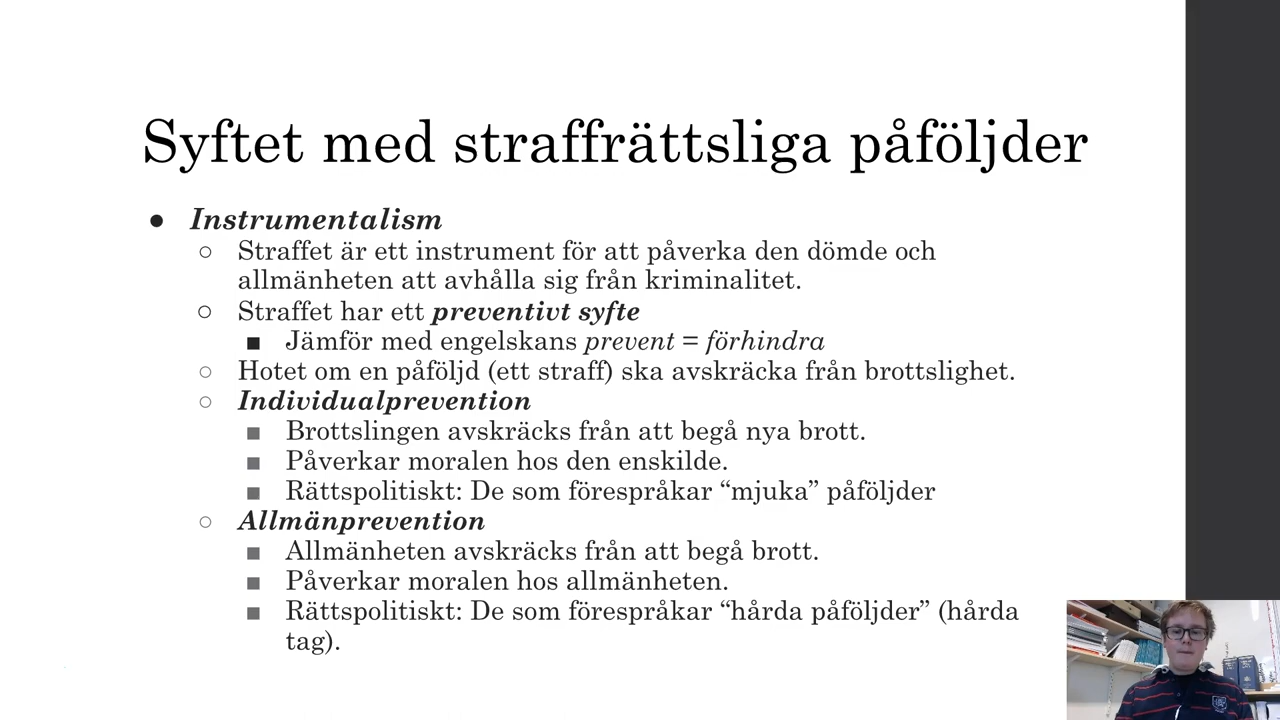 Syftet med straffrättsliga påföljder
● Instrumentalism
○ Straffet är ett instrument för att påverka den dömde och
allmänheten att avhålla sig från kriminalitet.
○ Straffet har ett preventivt syfte
■ Jämför med engelskans prevent = förhindra
○ Hotet om en påföljd (ett straff) ska avskräcka från brottslighet.
○ Individualprevention
■ Brottslingen avskräcks från att begå nya brott.
■ Påverkar moralen hos den enskilde.
■ Rättspolitiskt: De som förespråkar “mjuka” påföljder
○ Allmänprevention
■ Allmänheten avskräcks från att begå brott.
■ Påverkar moralen hos allmänheten.
■ Rättspolitiskt: De som förespråkar “hårda påföljder” (hårda
tag).